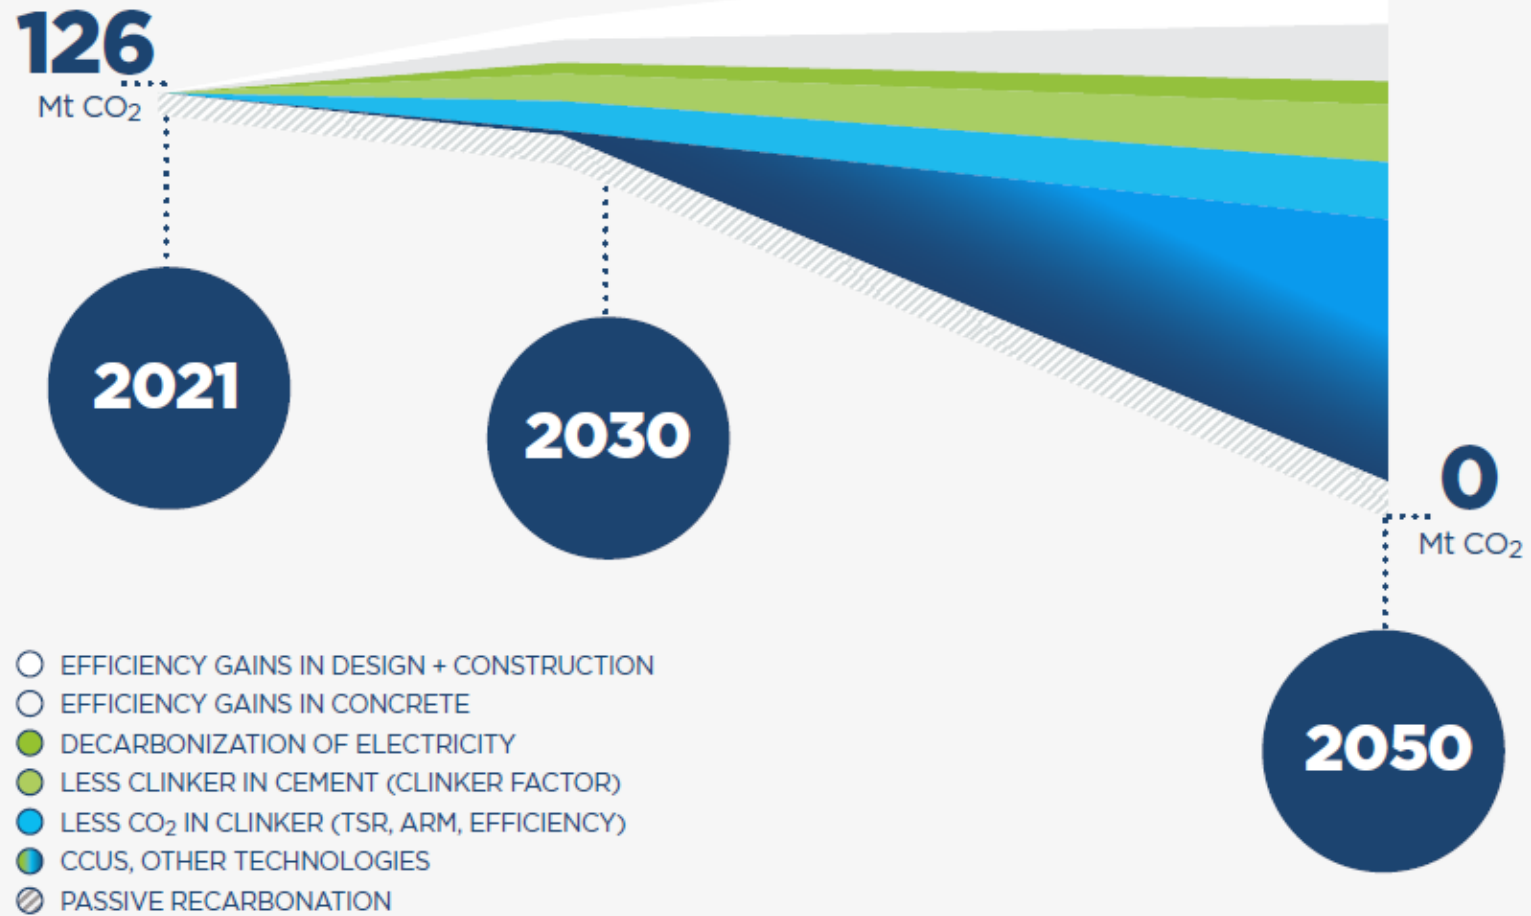 126
Mt CO₂
2021
2030
0
Mt CO₂
2050
EFFICIENCY GAINS IN DESIGN + CONSTRUCTION
EFFICIENCY GAINS IN CONCRETE
DECARBONIZATION OF ELECTRICITY
LESS CLINKER IN CEMENT (CLINKER FACTOR)
LESS CO₂ IN CLINKER (TSR, ARM, EFFICIENCY)
CCUS, OTHER TECHNOLOGIES
PASSIVE RECARBONATION